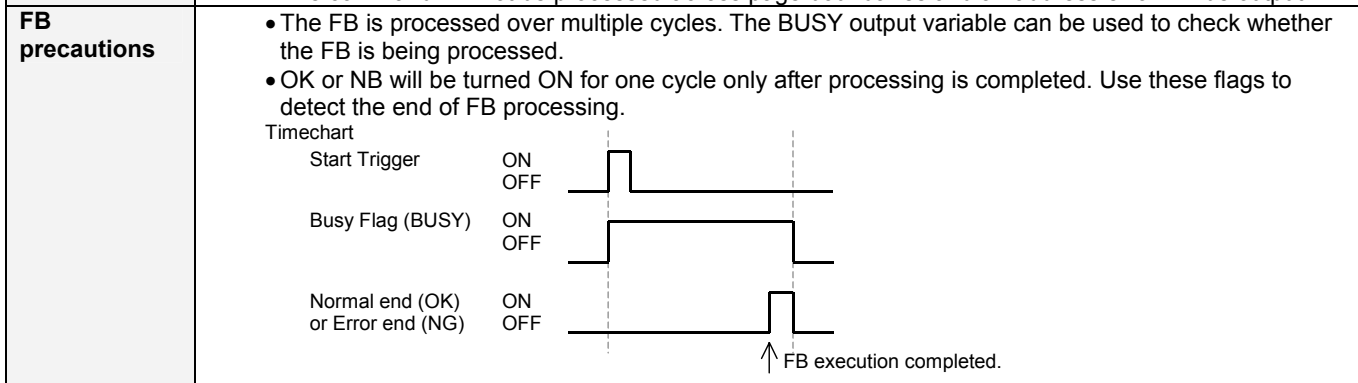 FB
precautions
• The FB is processed over multiple cycles. The BUSY output variable can be used to check whether
the FB is being processed.
• OK or NB will be turned ON for one cycle only after processing is completed. Use these flags to
detect the end of FB processing.
Timechart
Start Trigger ON
OFF
Busy Flag (BUSY) ON
OFF
Normal end (OK) ON
or Error end (NG) OFF
FB execution completed.